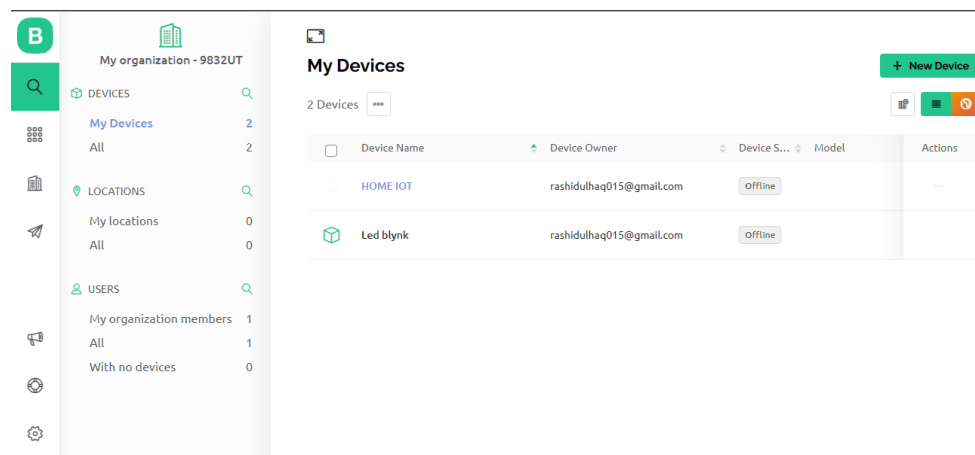 B
My organization - 9832UT
DEVICES
My Devices 2
All 2
LOCATIONS
My locations 0
All 0
USERS
My organization members 1
All 1
With no devices 0
My Devices
+ New Device
2 Devices
Device Name Device Owner Device S... Model Actions
HOME IOT rashidulhaq015@gmail.com Offline
Led blynk rashidulhaq015@gmail.com Offline